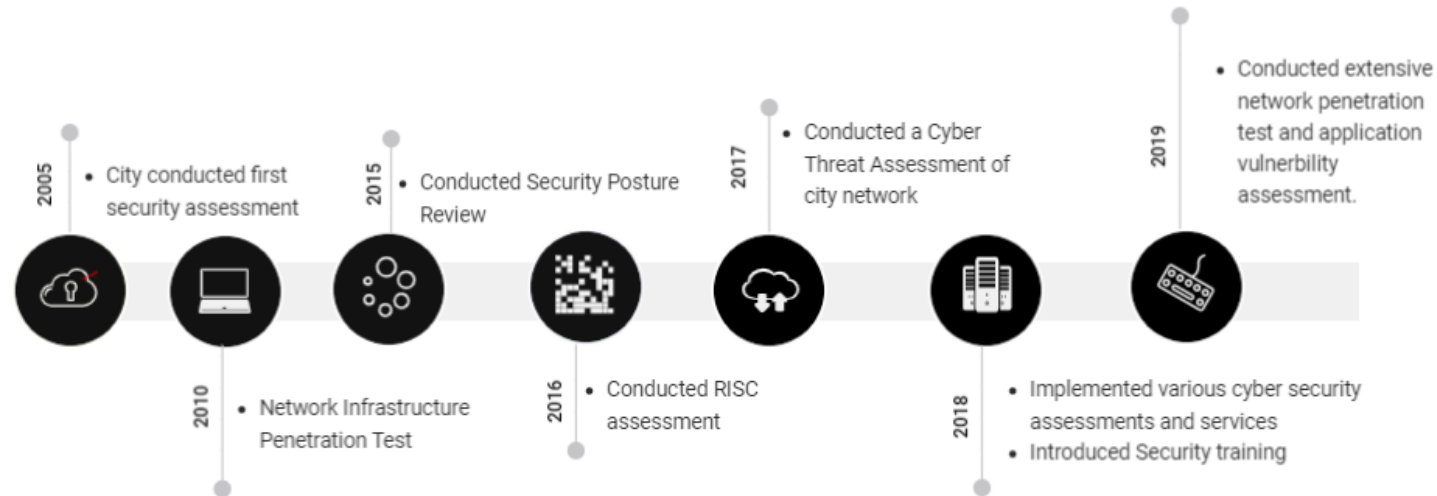 2005
• City conducted first
security assessment
2010
• Network Infrastructure
Penetration Test
2015
• Conducted Security Posture
Review
2016
• Conducted RISC
assessment
2017
• Conducted a Cyber
Threat Assessment of
city network
2018
• Implemented various cyber security
assessments and services
• Introduced Security training
2019
• Conducted extensive
network penetration
test and application
vulnerbility
assessment.